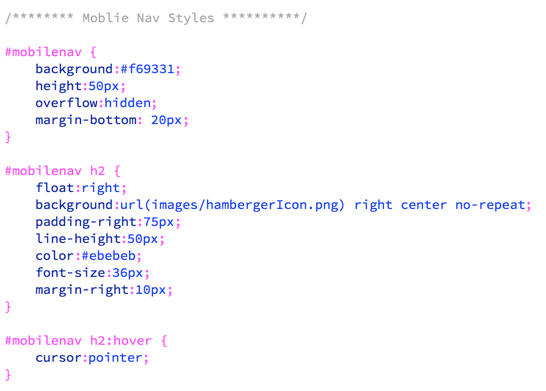 /******** Moblie Nav Styles **********/
#mobilenav {
background:#f69331;
height:50px;
overflow:hidden;
margin-bottom: 20px;
}
#mobilenav h2 {
float:right;
background:url(images/hambergerIcon.png) right center no-repeat;
padding-right:75px;
line-height:50px;
color:#ebebeb;
font-size:36px;
margin-right:10px;
}
#mobilenav h2:hover {
cursor:pointer;
}